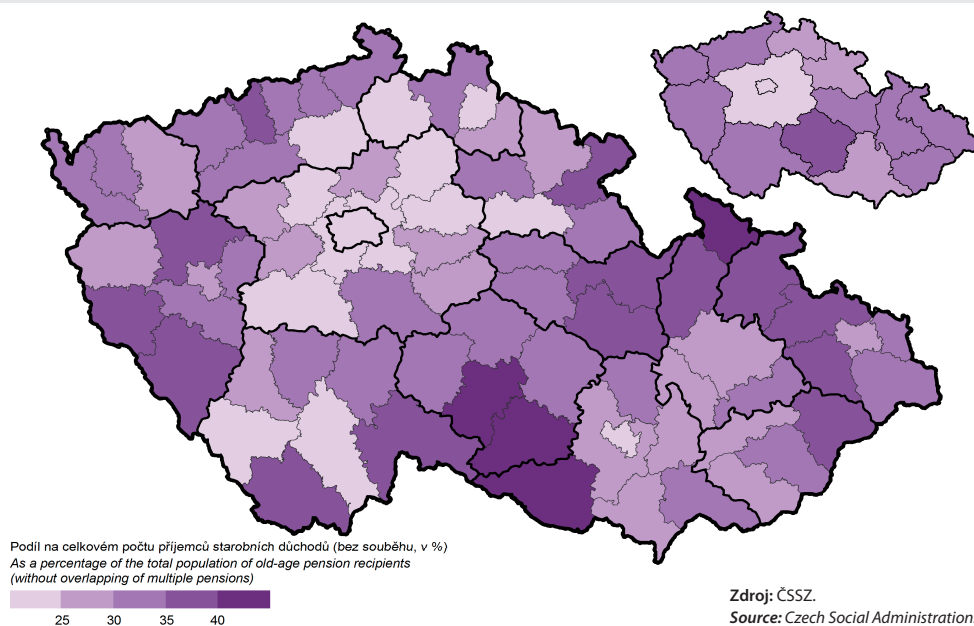 Podíl na celkovém počtu příjemců starobních důchodů (bez souběhu, v %)
As a percentage of the total population of old-age pension recipients
(without overlapping of multiple pensions)
25 30 35 40
Zdroj: ČSSZ.
Source: Czech Social Administration